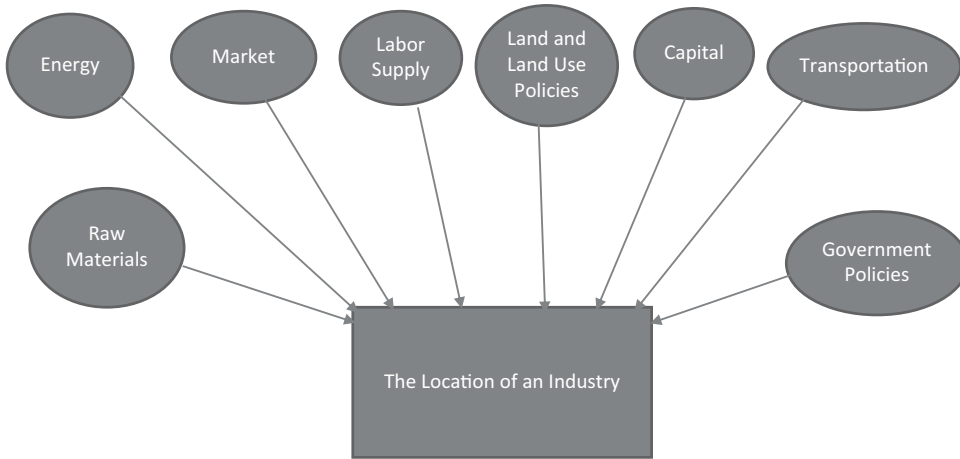 Energy
Market
Labor
Supply
Land and
Land Use
Policies
Capital
Transportation
Raw
Materials
Government
Policies
The Location of an Industry